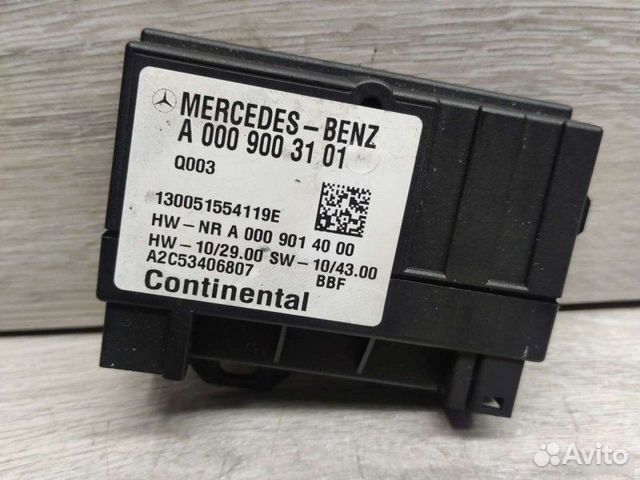 MERCEDES-BENZ
A 000 900 31 01
Q003
130051554119E
HW-NR A 000 901 40 00
HW-10/29.00 SW-10/43.00
A2C53406807 BBF
Continental
Avito